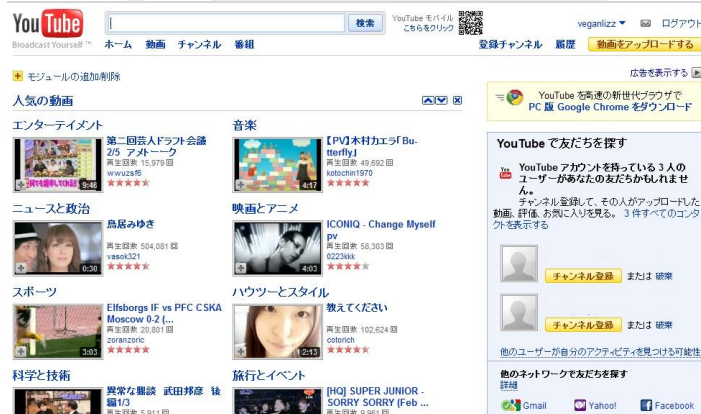 YouTube
Broadcast Yourself™
検索
YouTube モバイル
こちらをクリック
veganlizz
ログアウト
ホーム 動画 チャンネル 番組
登録チャンネル 履歴 動画をアップロードする
モジュールの追加/削除
広告を表示する
人気の動画
YouTube を高速の新世代ブラウザで
PC 版 Google Chrome をダウンロード
エンターテイメント
第二回芸人ドラフト会議
2/5 アメトーーク
再生回数 15,979 回
wwuzsf6
9:46
音楽
【PV】木村カエラ「Bu-
tterfly」
再生回数 49,692 回
kotochin1970
4:17
ニュースと政治
鳥居みゆき
再生回数 504,081 回
vasok321
0:30
映画とアニメ
ICONIQ - Change Myself
pv
再生回数 58,303 回
0223kkk
4:03
スポーツ
Elfsborgs IF vs PFC CSKA
Moscow 0-2 (...
再生回数 20,801 回
zoranzoric
3:03
ハウツーとスタイル
教えてください
再生回数 102,624 回
cotorich
2:13
科学と技術
異常な雑談 武田邦彦 後
編1/3
再生回数 5,911 回
旅行とイベント
[HQ] SUPER JUNIOR -
SORRY SORRY (Feb ...
再生回数 9,961 回
YouTube で友だちを探す
YouTube アカウントを持っている 3 人の
ユーザーがあなたの友だちかもしれませ
ん。
チャンネル登録して、その人がアップロードした
動画、評価、お気に入りを見る。 3 件すべてのコンタ
クトを表示する
チャンネル登録 または 破棄
チャンネル登録 または 破棄
他のユーザーが自分のアクティビティを見つける可能性
他のネットワークで友だちを探す
詳細
Gmail Yahoo! Facebook